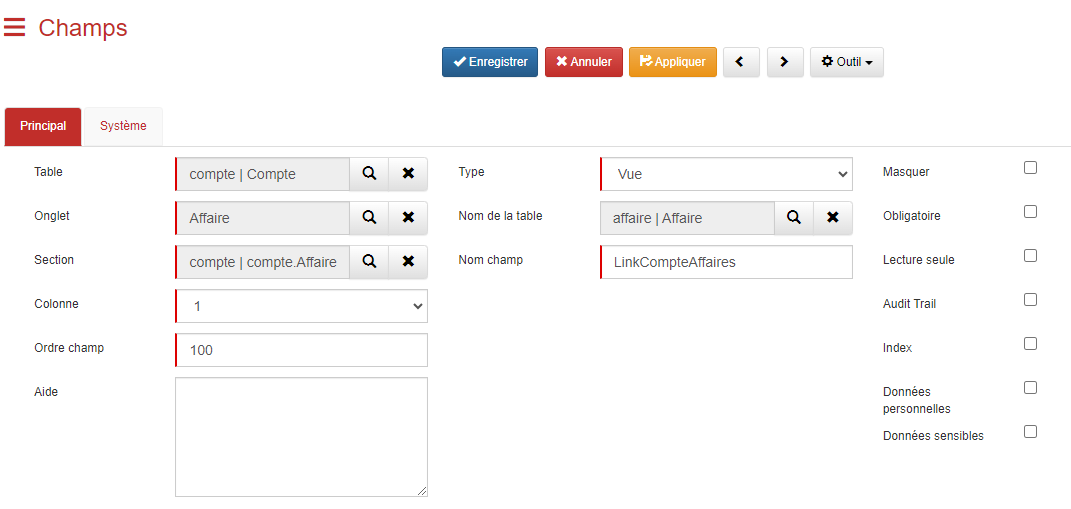 Champs
Enregistrer Annuler Appliquer Outil
Principal Système
Table compte | Compte Type Vue Masquer
Onglet Affaire Nom de la table affaire | Affaire Obligatoire
Section compte | compte.Affaire Nom champ LinkCompteAffaires Lecture seule
Colonne 1 Audit Trail
Ordre champ 100 Index
Aide Données
personnelles
Données sensibles